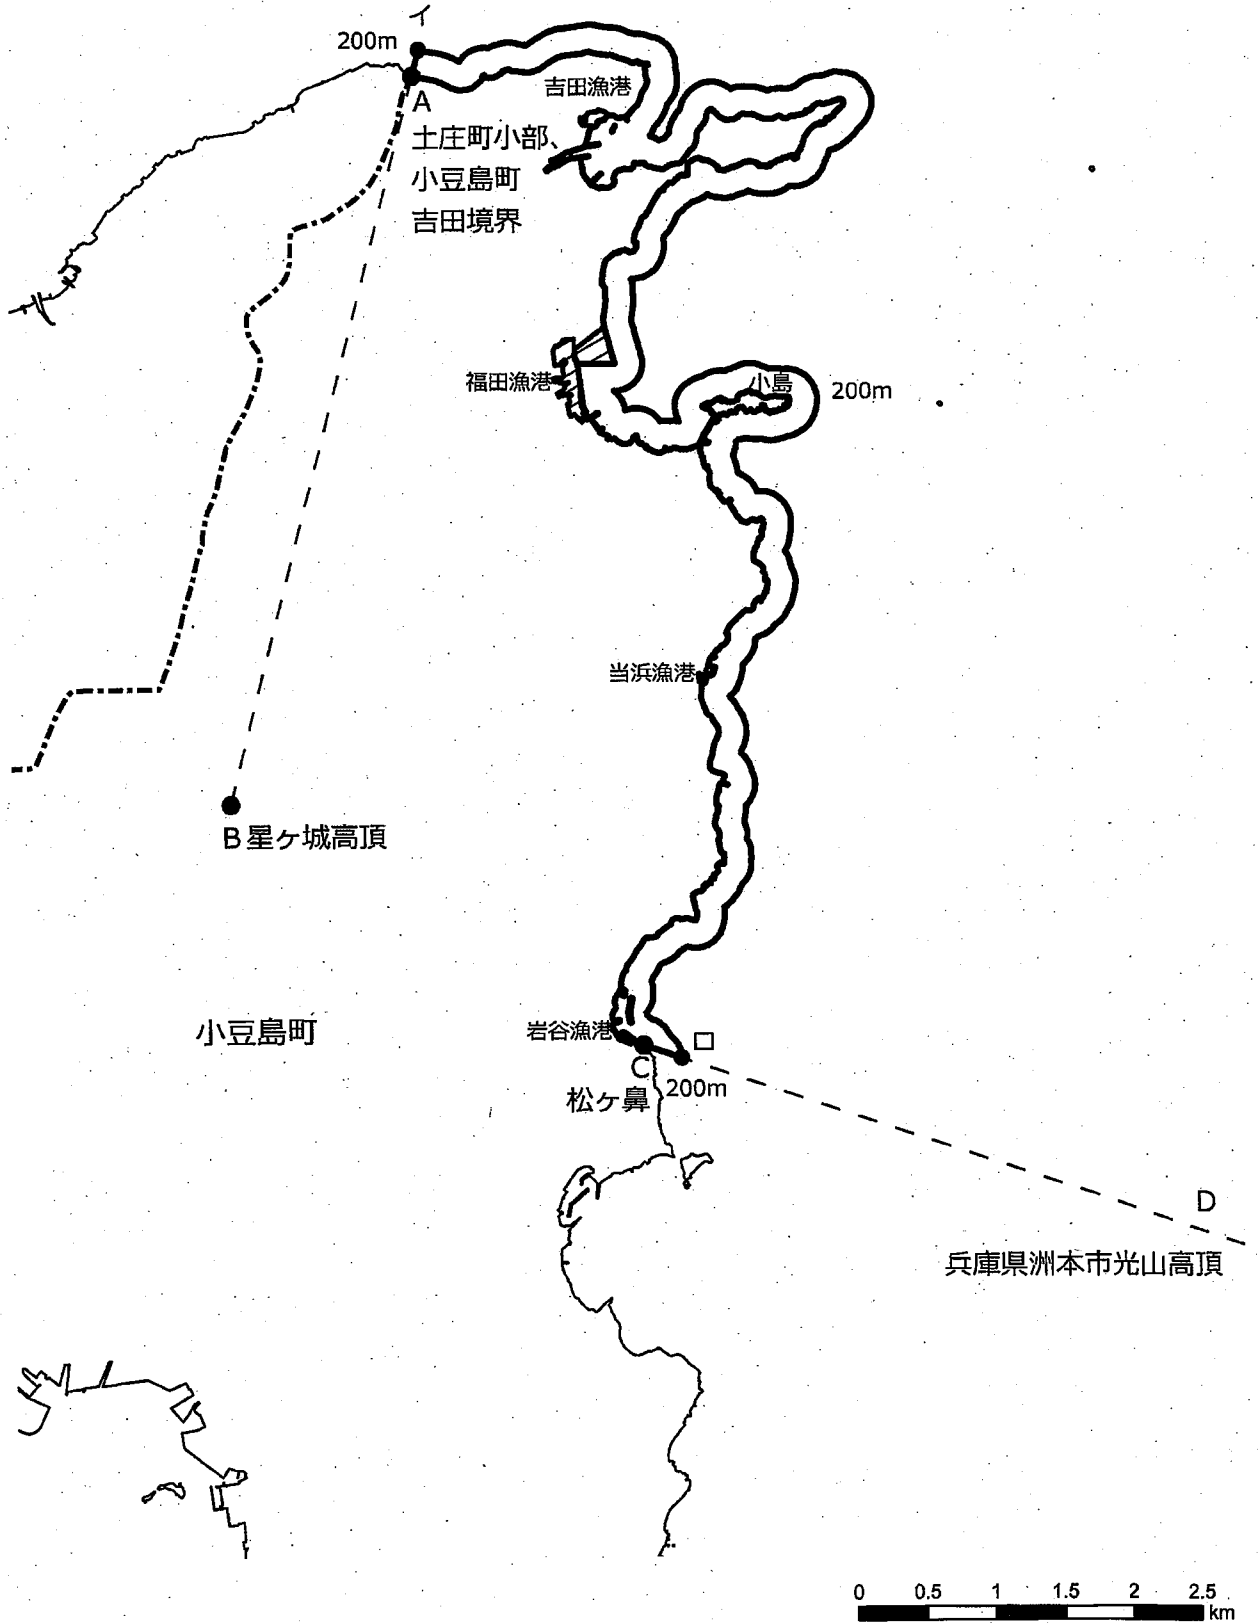 イ
200m
A
吉田漁港
土庄町小部、
小豆島町
吉田境界
福田漁港
小島
200m
当浜漁港
B星ヶ城高頂
小豆島町
岩谷漁港
ロ
C
200m
松ヶ鼻
D
兵庫県洲本市光山高頂
0 0.5 1 1.5 2 2.5
km